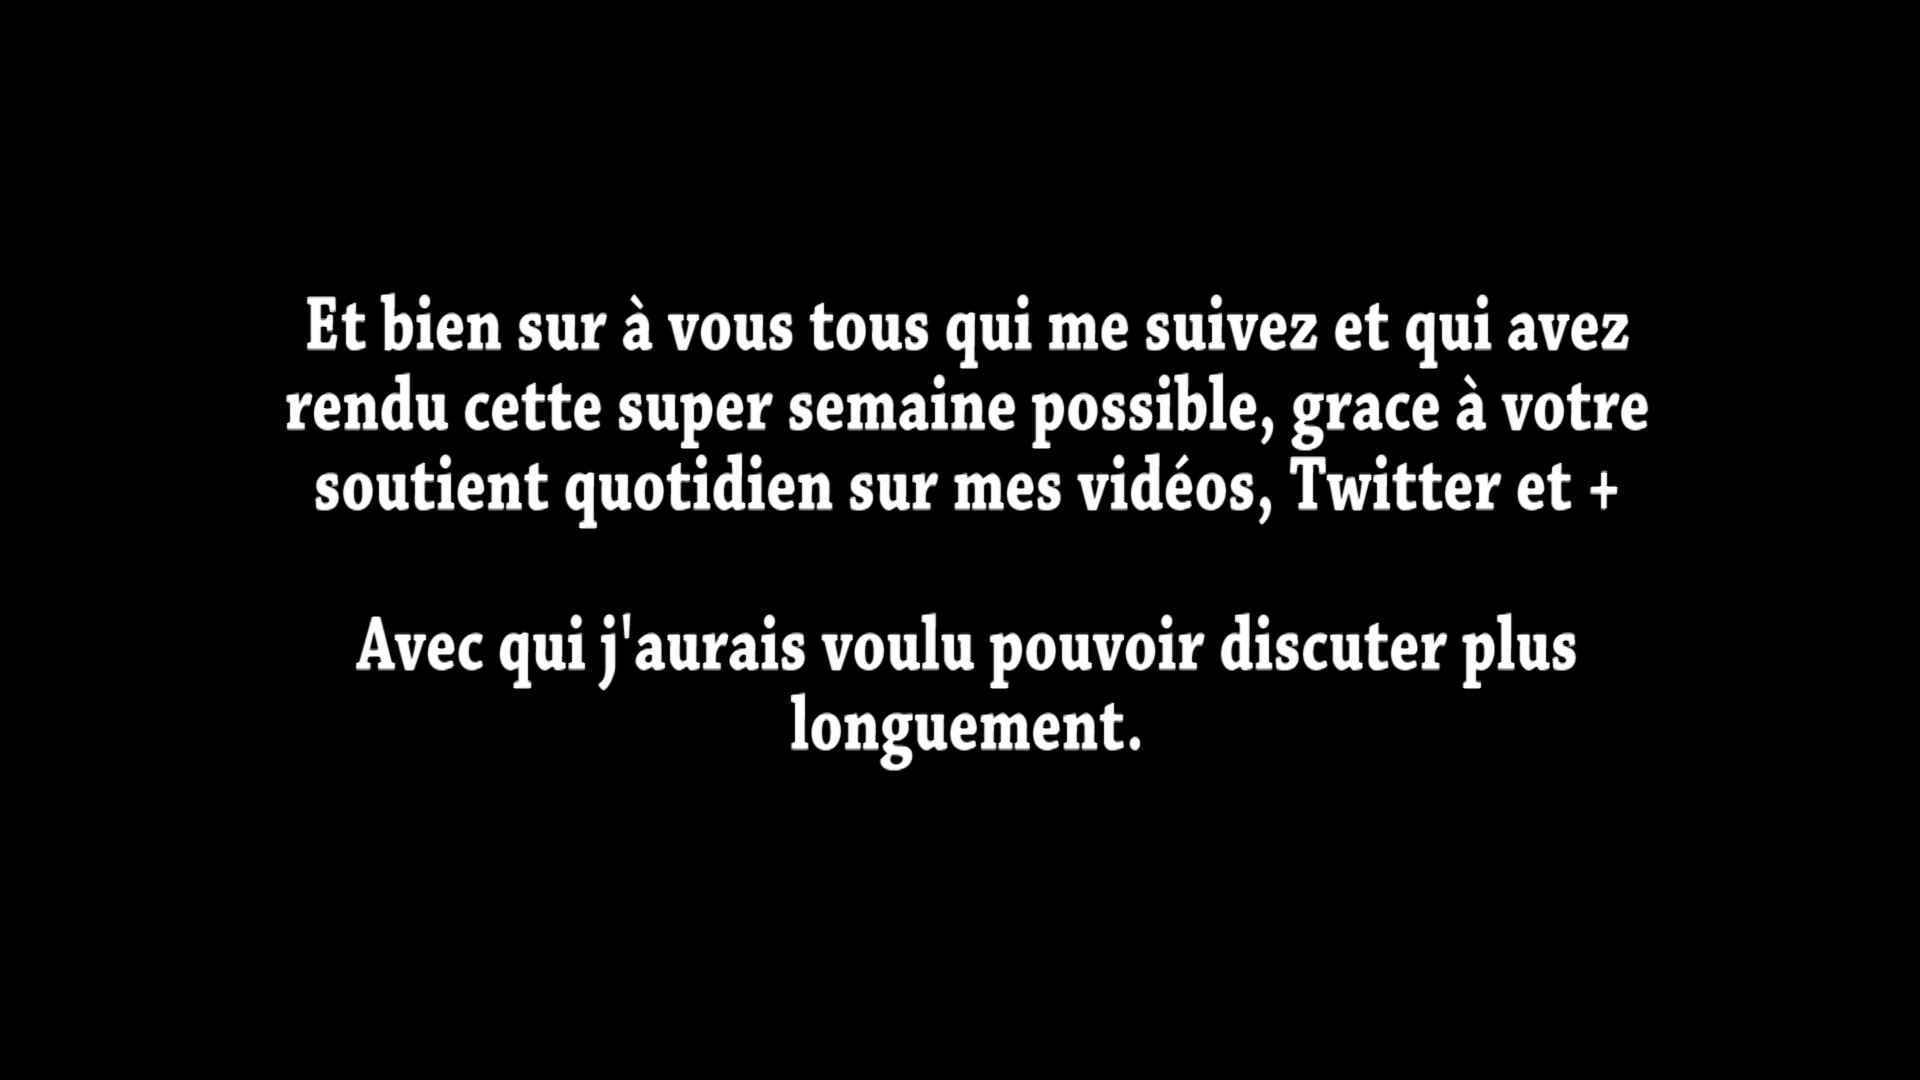 Et bien sur à vous tous qui me suivez et qui avez
rendu cette super semaine possible, grace à votre
soutient quotidien sur mes vidéos, Twitter et +
Avec qui j'aurais voulu pouvoir discuter plus
longuement.